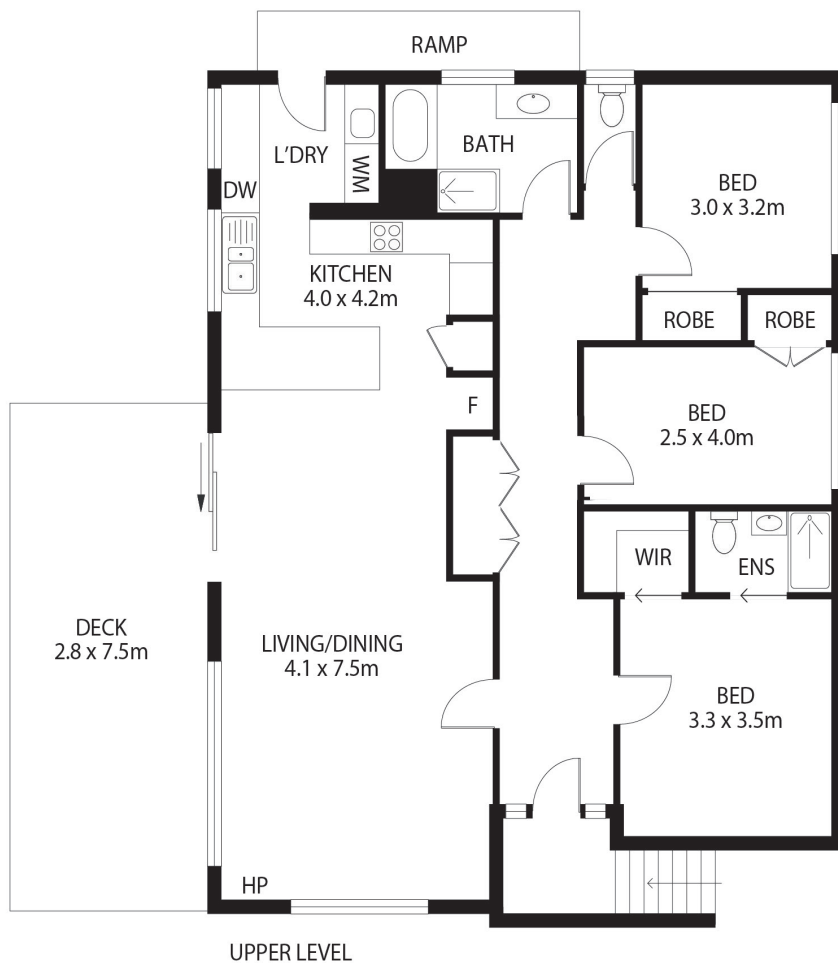 RAMP
L'DRY
BATH
WM
DW
BED
3.0 x 3.2m
KITCHEN
4.0 x 4.2m
ROBE
ROBE
F
BED
2.5 x 4.0m
WIR
ENS
DECK
2.8 x 7.5m
LIVING/DINING
4.1 x 7.5m
BED
3.3 x 3.5m
HP
UPPER LEVEL